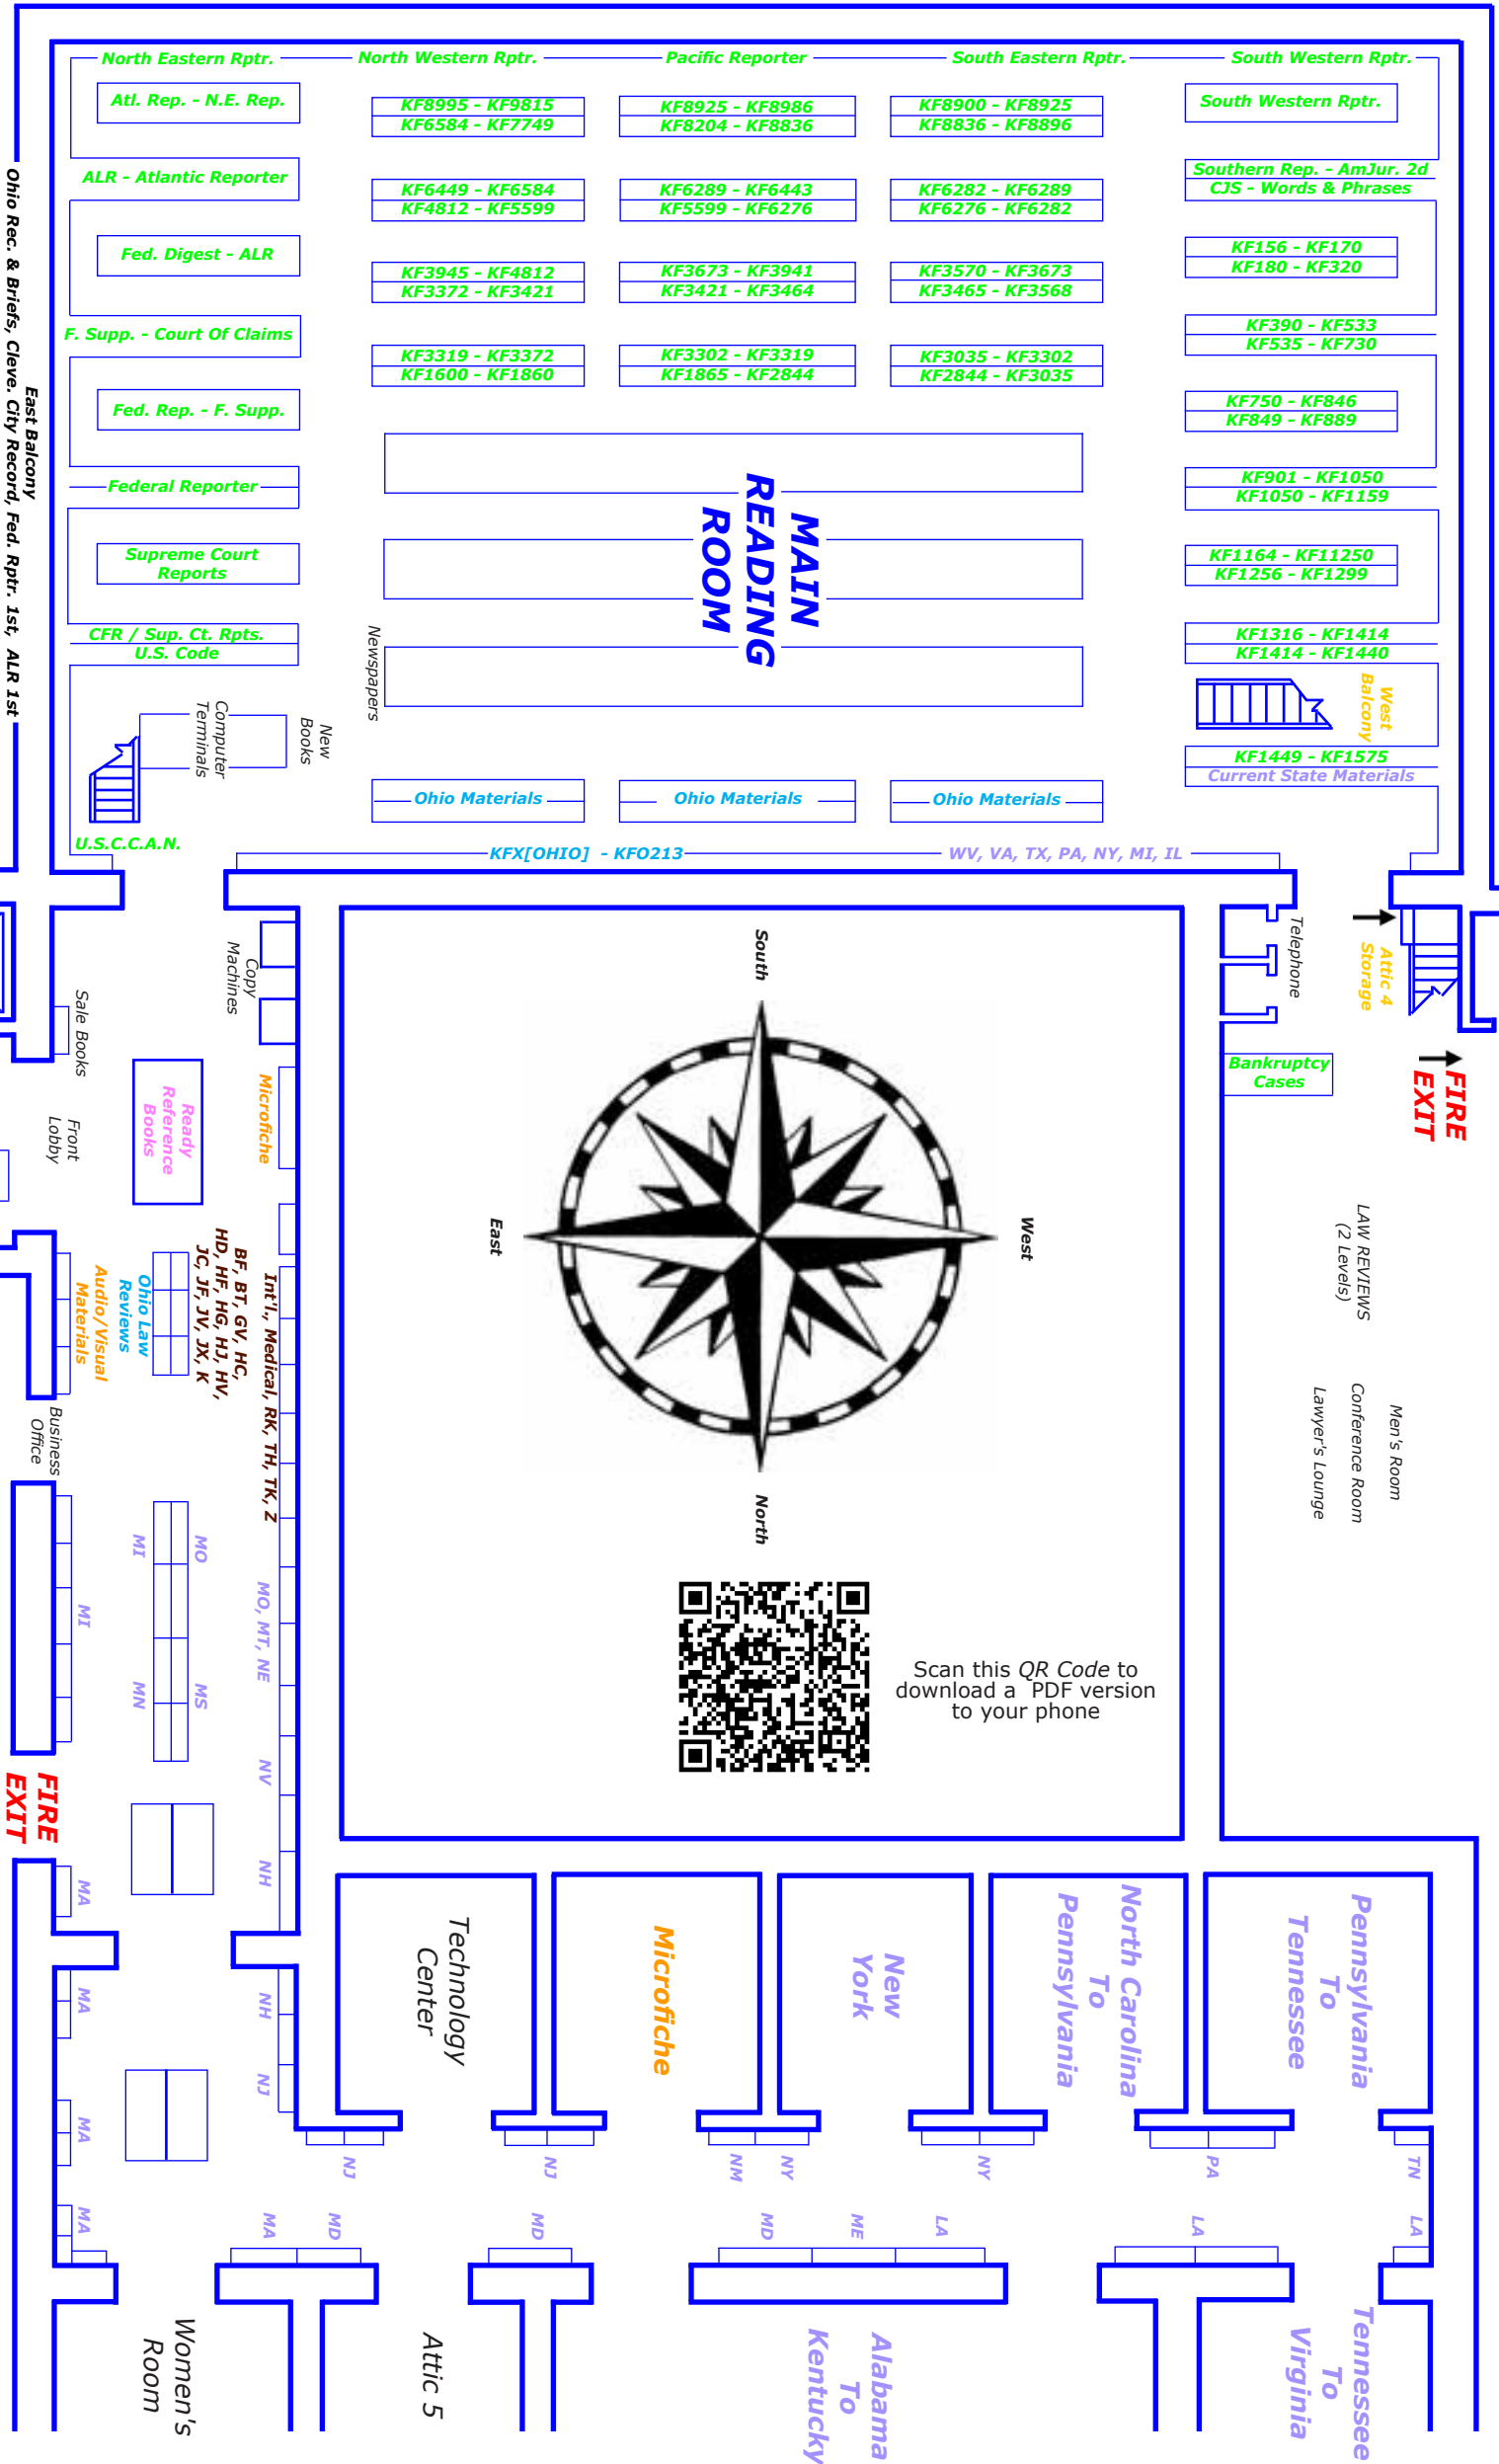 North Eastern Rptr.
North Western Rptr.
Pacific Reporter
South Eastern Rptr.
South Western Rptr.
Atl. Rep. - N.E. Rep.
KF8995 - KF9815
KF6584 - KF7749
KF8925 - KF8986
KF8204 - KF8836
KF8900 - KF8925
KF8836 - KF8896
South Western Rptr.
ALR - Atlantic Reporter
KF6449 - KF6584
KF4812 - KF5599
KF6289 - KF6443
KF5599 - KF6276
KF6282 - KF6289
KF6276 - KF6282
Southern Rep. - AmJur. 2d
CJS - Words & Phrases
Fed. Digest - ALR
KF3945 - KF4812
KF3372 - KF3421
KF3673 - KF3941
KF3421 - KF3464
KF3570 - KF3673
KF3465 - KF3568
KF156 - KF170
KF180 - KF320
F. Supp. - Court Of Claims
KF3319 - KF3372
KF1600 - KF1860
KF3302 - KF3319
KF1865 - KF2844
KF3035 - KF3302
KF2844 - KF3035
KF390 - KF533
KF535 - KF730
Fed. Rep. - F. Supp.
KF750 - KF846
KF849 - KF889
Federal Reporter
KF901 - KF1050
KF1050 - KF1159
Supreme Court
Reports
KF1164 - KF11250
KF1256 - KF1299
CFR / Sup. Ct. Rpts.
U.S. Code
KF1316 - KF1414
KF1414 - KF1440
MAIN
READING
ROOM
East Balcony
Ohio Rec. & Briefs, Cleve. City Record, Fed. Rptr. 1st, ALR 1st
Newspapers
New
Books
Computer
Terminals
West
Balcony
KF1449 - KF1575
Current State Materials
Ohio Materials
Ohio Materials
Ohio Materials
U.S.C.C.A.N.
KFX[OHIO] - KFO213
WV, VA, TX, PA, NY, MI, IL
Copy
Machines
Sale Books
Front
Lobby
Ready
Reference
Books
Microfiche
South
East
West
North
Telephone
Attic 4
Storage
Bankruptcy
Cases
FIRE
EXIT
LAW REVIEWS
(2 Levels)
Men's Room
Conference Room
Lawyer's Lounge
Int'l., Medical, RK, TH, TK, Z
BF, BT, GV, HC,
HD, HF, HG, HJ, HV,
JC, JF, JV, JX, K
Ohio Law
Reviews
Audio/Visual
Materials
Business
Office
MO
MI
MI
MS
MN
MO, MT, NE
NV
NH
Scan this QR Code to
download a PDF version
to your phone
FIRE
EXIT
MA
MA
MA
MA
NH
NJ
Technology
Center
Microfiche
New
York
North Carolina
To
Pennsylvania
Pennsylvania
To
Tennessee
NJ
NJ
NM
NY
NY
PA
TN
MA
MD
MD
MD
ME
LA
LA
LA
Women's
Room
Attic 5
Alabama
To
Kentucky
Tennessee
To
Virginia